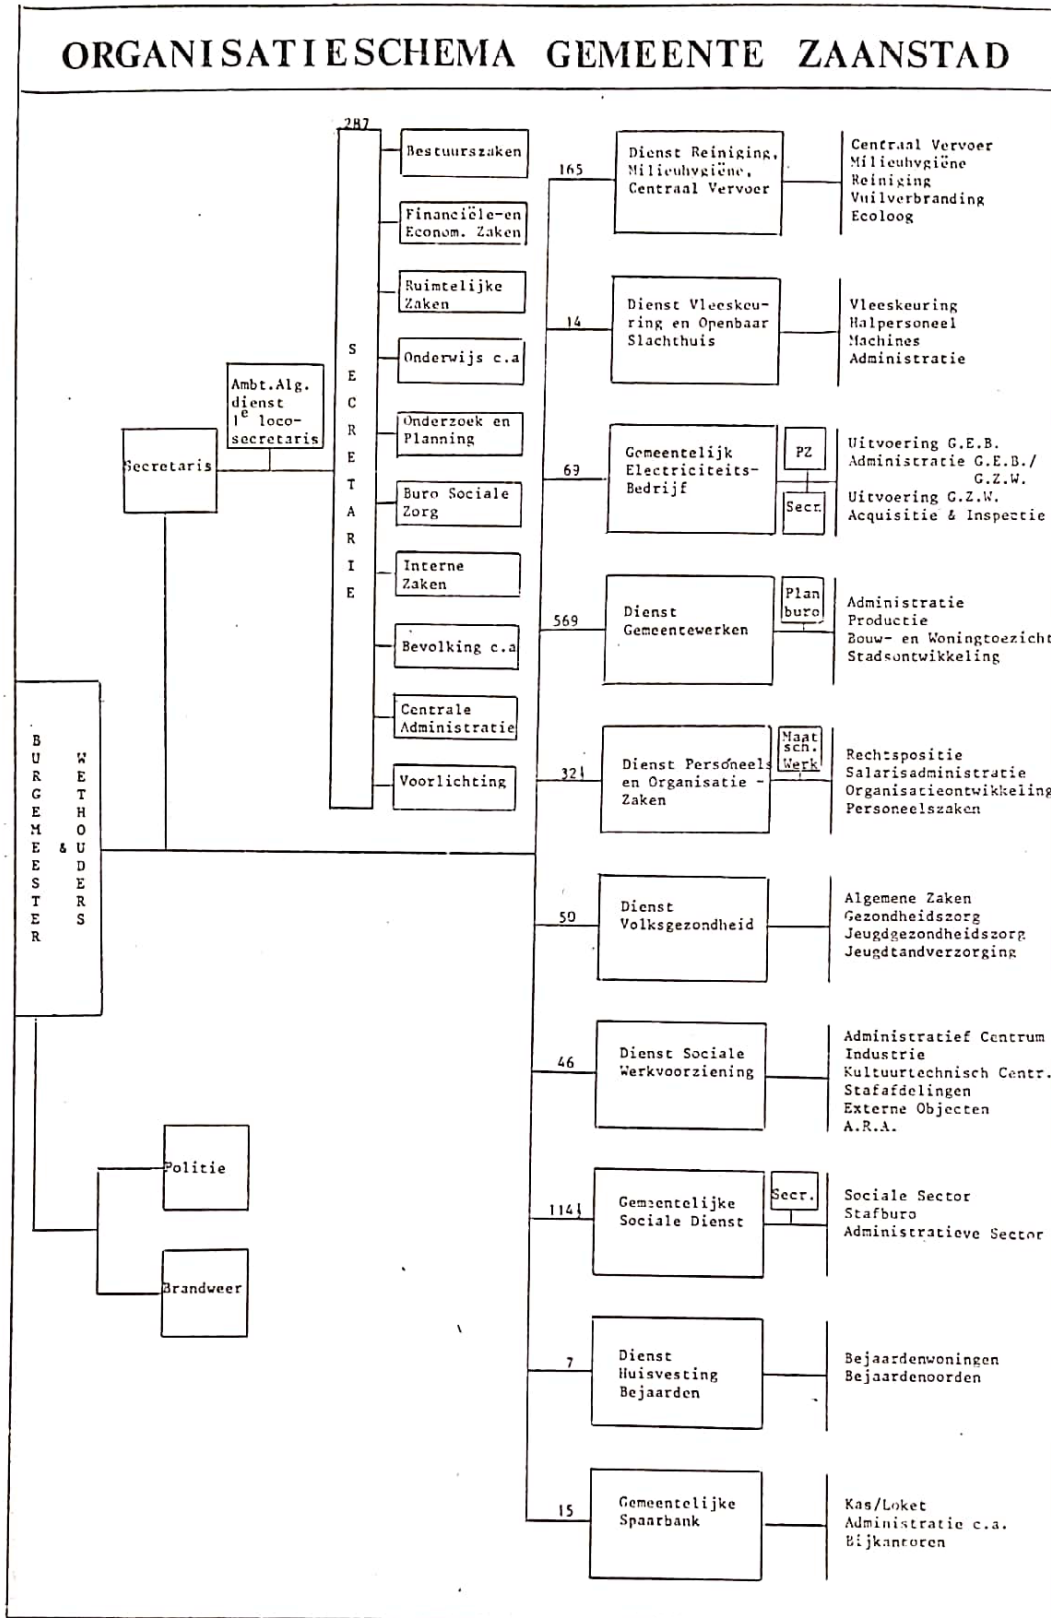 ORGANISATIESCHEMA GEMEENTE ZAANSTAD
287
SECRETARIE
Bestuurszaken
Financiële-en
Econom. Zaken
Ruimtelijke
Zaken
Onderwijs c.a
Onderzoek en
Planning
Buro Sociale
Zorg
Interne
Zaken
Bevolking c.a
Centrale
Administratie
Voorlichting
Ambt.Alg.
dienst
1e loco-
secretaris
Secretaris
BURGEMEESTER
&
WETHOUDERS
Politie
Brandweer
165
Dienst Reiniging,
Milieuhygiëne,
Centraal Vervoer
Centraal Vervoer
Milieuhygiëne
Reiniging
Vuilverbranding
Ecoloog
14
Dienst Vleeskeu-
ring en Openbaar
Slachthuis
Vleeskeuring
Halpersoneel
Machines
Administratie
69
Gemeentelijk
Electriciteits-
Bedrijf
PZ
Secr.
Uitvoering G.E.B.
Administratie G.E.B./
G.Z.W.
Uitvoering G.Z.W.
Acquisitie & Inspectie
569
Dienst
Gemeentewerken
Plan
buro
Administratie
Productie
Bouw- en Woningtoezicht
Stadsontwikkeling
32½
Dienst Personeels
en Organisatie -
Zaken
Maat
sch.
Werk
Rechtspositie
Salarisadministratie
Organisatieontwikkeling
Personeelszaken
50
Dienst
Volksgezondheid
Algemene Zaken
Gezondheidszorg
Jeugdgezondheidszorg
Jeugdtandverzorging
46
Dienst Sociale
Werkvoorziening
Administratief Centrum
Industrie
Kultuurtechnisch Centr.
Stafafdelingen
Externe Objecten
A.R.A.
114½
Gemeentelijke
Sociale Dienst
Secr.
Sociale Sector
Stafburo
Administratieve Sector
7
Dienst
Huisvesting
Bejaarden
Bejaardenwoningen
Bejaardenoorden
15
Gemeentelijke
Spaarbank
Kas/Loket
Administratie c.a.
Bijkantoren